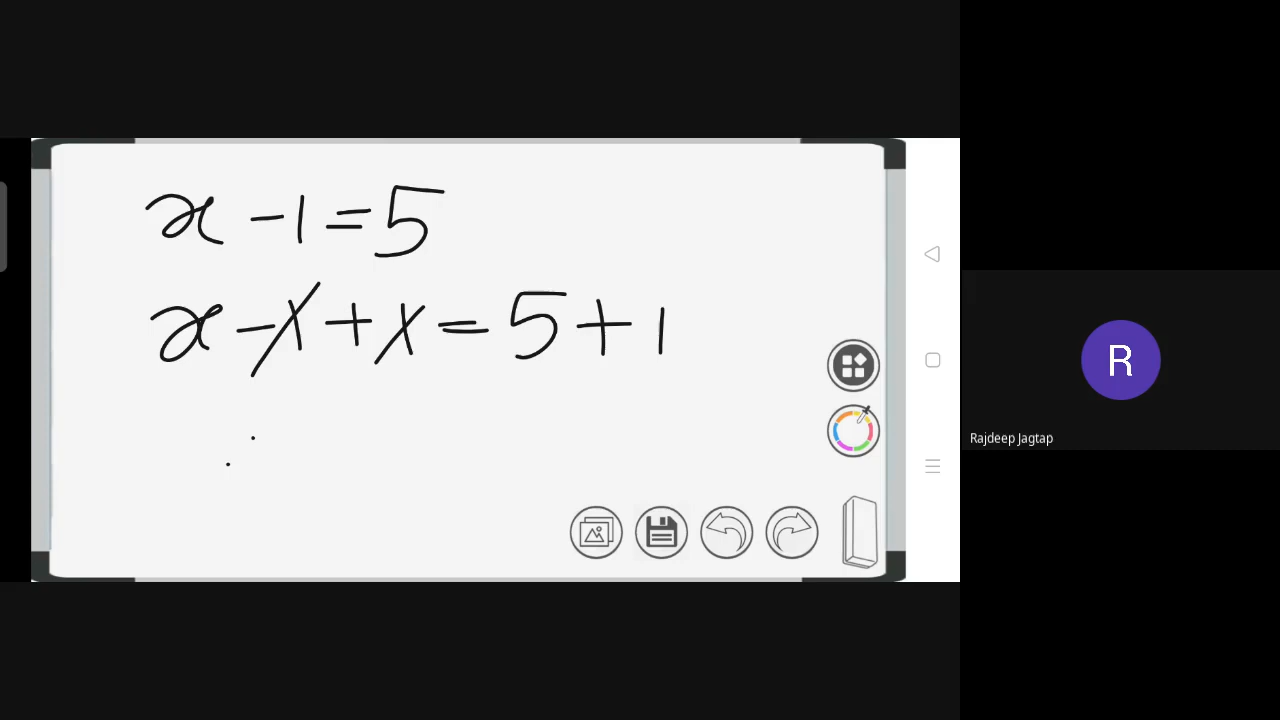 x - 1 = 5
x - 1 + 1 = 5 + 1
R
Rajdeep Jagtap